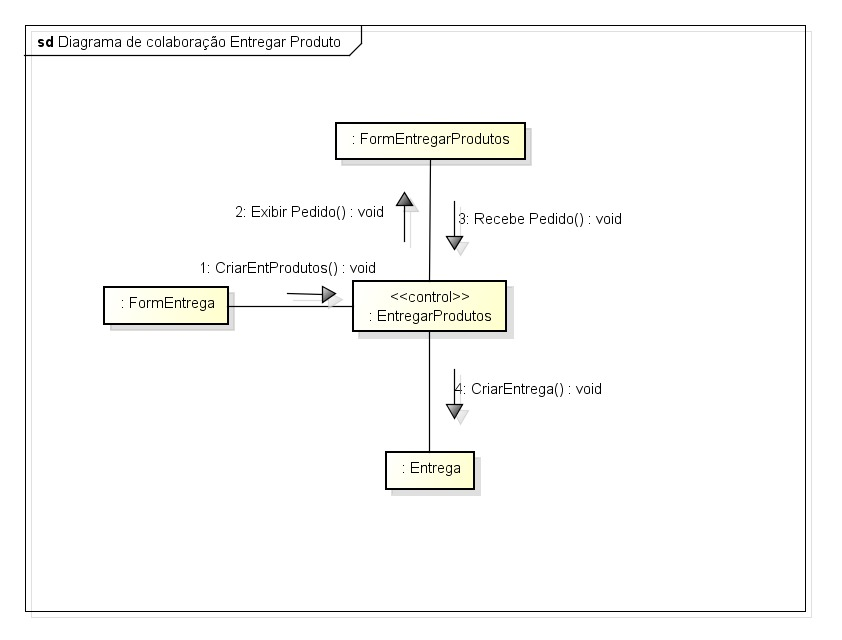 sd Diagrama de colaboração Entregar Produto
: FormEntregarProdutos
2: Exibir Pedido() : void
3: Recebe Pedido() : void
1: CriarEntProdutos() : void
: FormEntrega
<<control>>
: EntregarProdutos
4: CriarEntrega() : void
: Entrega